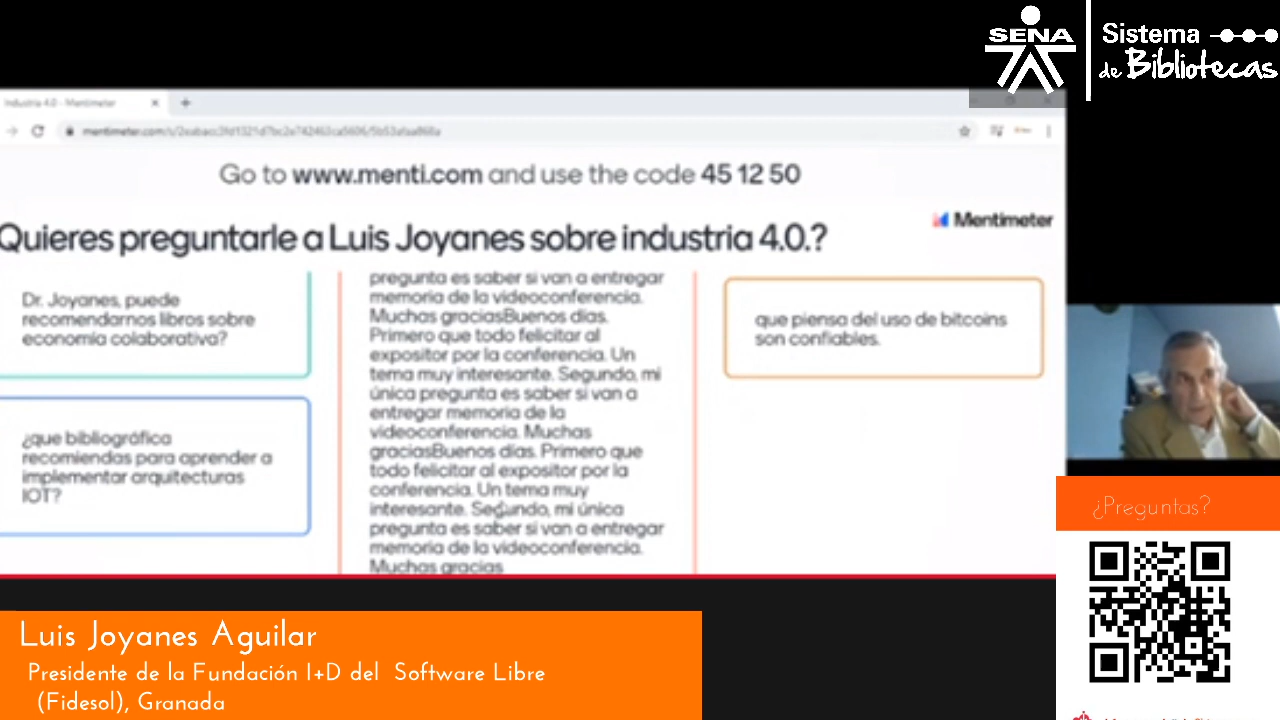 SENA
Sistema
de Bibliotecas
Industria 4.0 - Mentimeter
Go to www.menti.com and use the code 45 12 50
Mentimeter
Quieres preguntarle a Luis Joyanes sobre industria 4.0.?
Dr. Joyanes, puede
recomendarnos libros sobre
economía colaborativa?
¿que bibliográfica
recomiendas para aprender a
implementar arquitecturas
IOT?
pregunta es saber si van a entregar
memoria de la videoconferencia.
Muchas graciasBuenos días.
Primero que todo felicitar al
expositor por la conferencia. Un
tema muy interesante. Segundo, mi
única pregunta es saber si van a
entregar memoria de la
videoconferencia. Muchas
graciasBuenos días. Primero que
todo felicitar al expositor por la
conferencia. Un tema muy
interesante. Segundo, mi única
pregunta es saber si van a entregar
memoria de la videoconferencia.
Muchas gracias
que piensa del uso de bitcoins
son confiables.
¿Preguntas?
Luis Joyanes Aguilar
Presidente de la Fundación I+D del Software Libre
(Fidesol), Granada